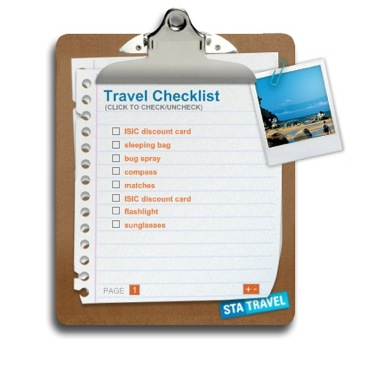 Travel Checklist
(CLICK TO CHECK/UNCHECK)
ISIC discount card
sleeping bag
bug spray
compass
matches
ISIC discount card
flashlight
sunglasses
PAGE 1 + -
STA TRAVEL